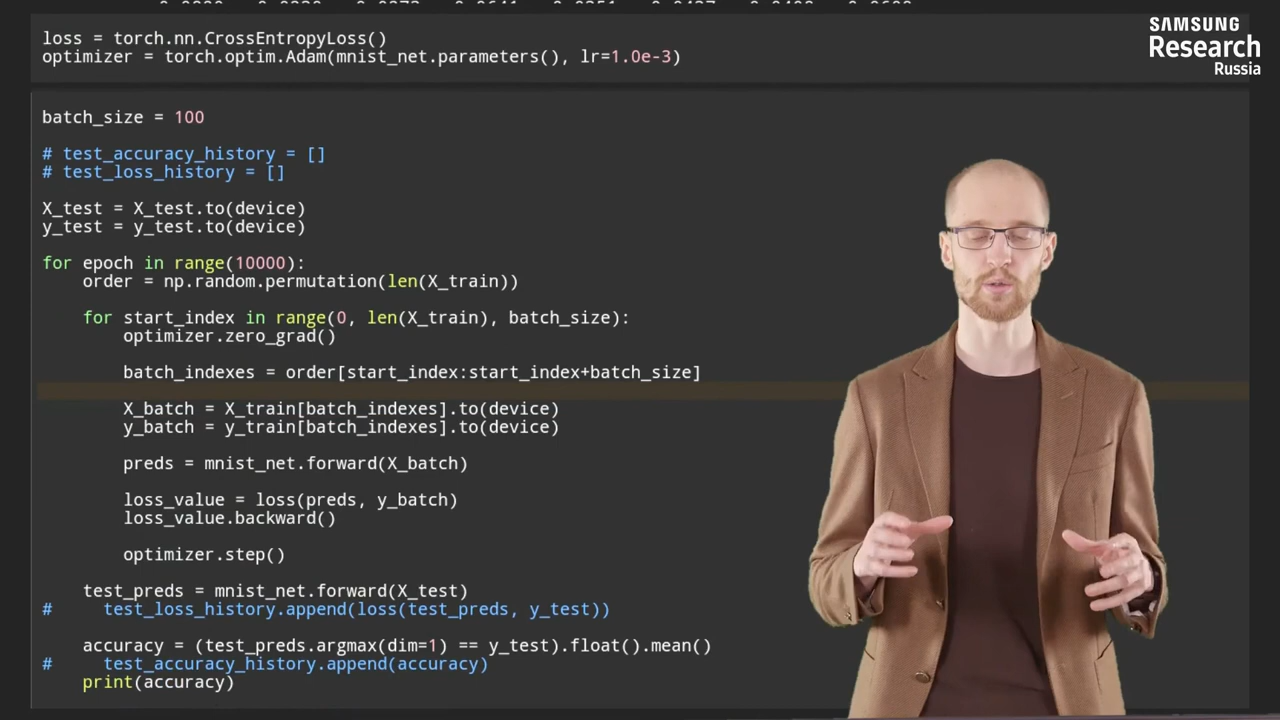 loss = torch.nn.CrossEntropyLoss()
optimizer = torch.optim.Adam(mnist_net.parameters(), lr=1.0e-3)
SAMSUNG
Research
Russia
batch_size = 100
# test_accuracy_history = []
# test_loss_history = []
X_test = X_test.to(device)
y_test = y_test.to(device)
for epoch in range(10000):
    order = np.random.permutation(len(X_train))
    for start_index in range(0, len(X_train), batch_size):
        optimizer.zero_grad()
        batch_indexes = order[start_index:start_index+batch_size]
        X_batch = X_train[batch_indexes].to(device)
        y_batch = y_train[batch_indexes].to(device)
        preds = mnist_net.forward(X_batch)
        loss_value = loss(preds, y_batch)
        loss_value.backward()
        optimizer.step()
    test_preds = mnist_net.forward(X_test)
#     test_loss_history.append(loss(test_preds, y_test))
    accuracy = (test_preds.argmax(dim=1) == y_test).float().mean()
#     test_accuracy_history.append(accuracy)
    print(accuracy)